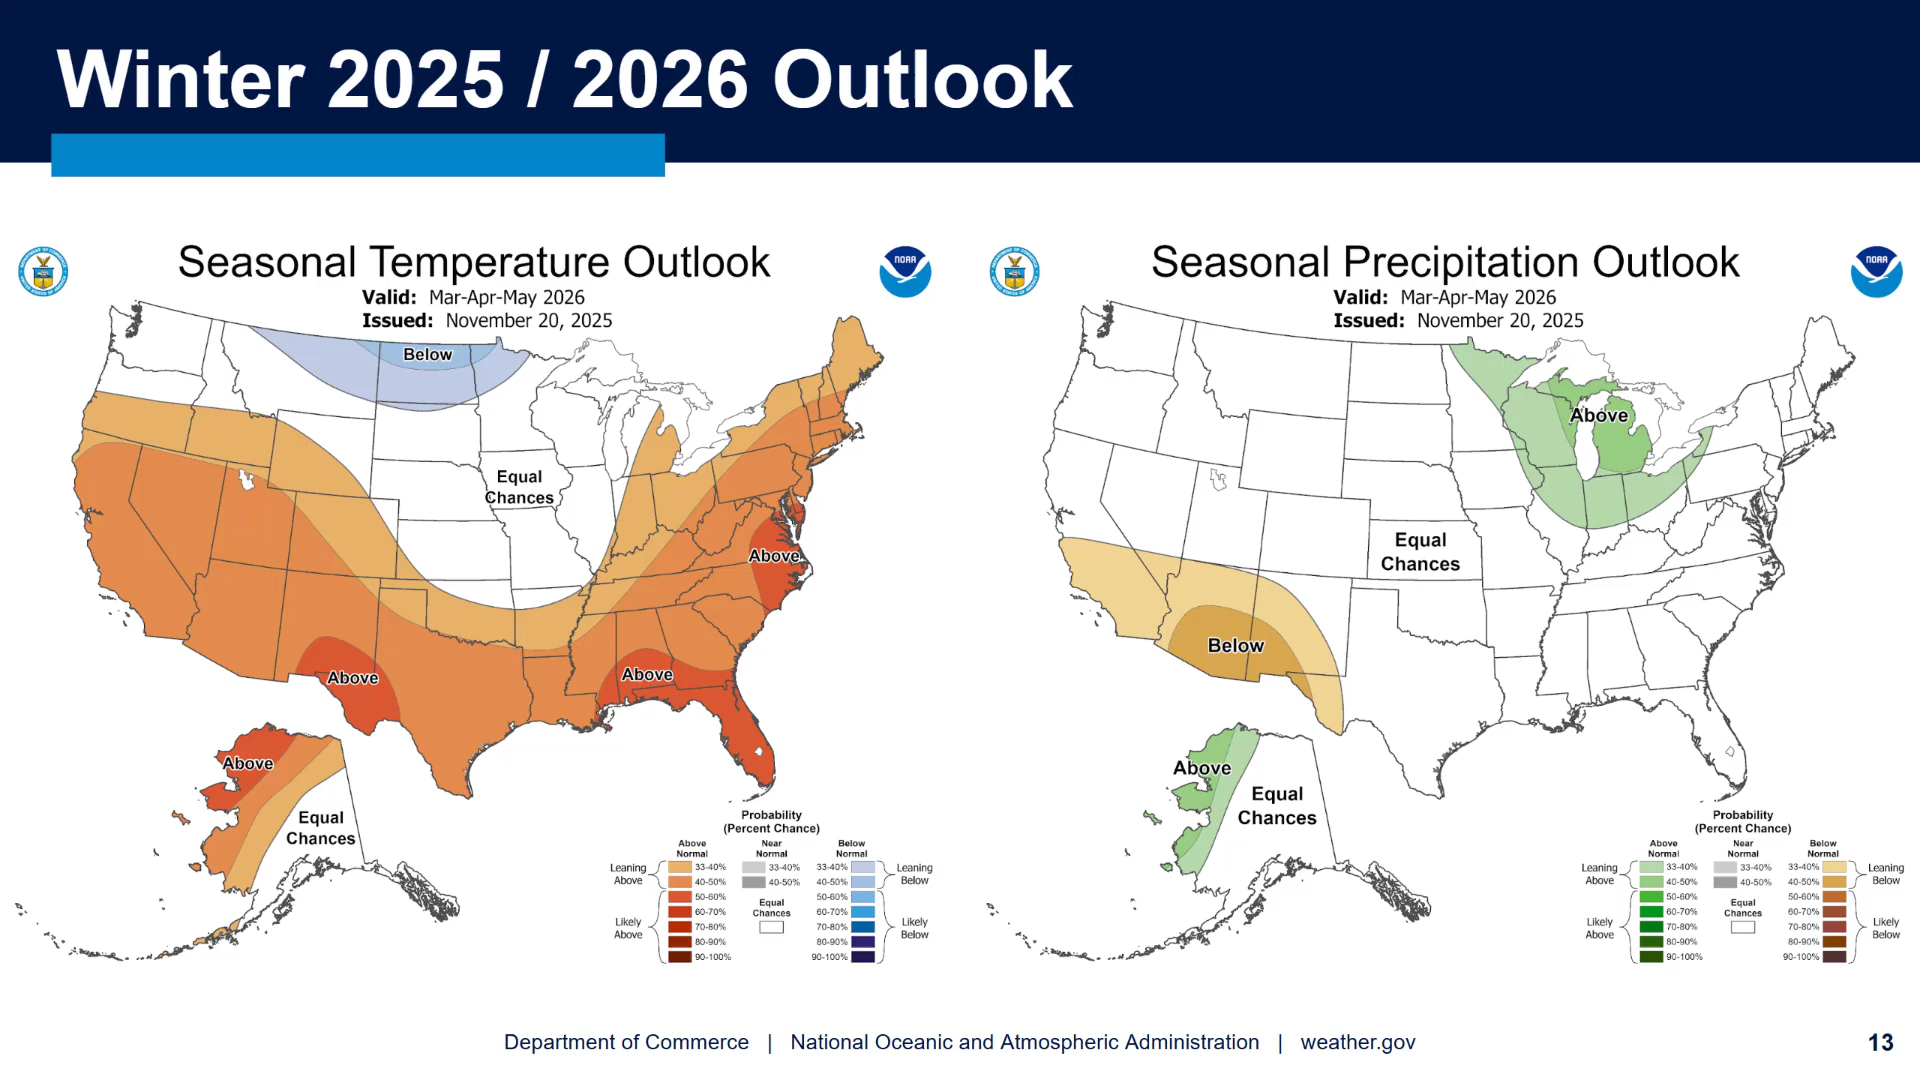 Winter 2025 / 2026 Outlook
Seasonal Temperature Outlook
Valid: Mar-Apr-May 2026
Issued: November 20, 2025
NOAA
Below
Equal
Chances
Above
Above
Above
Above
Equal
Chances
Probability
(Percent Chance)
Above
Normal
Near
Normal
Below
Normal
Leaning
Above
33-40%
33-40%
33-40%
Leaning
Below
40-50%
40-50%
40-50%
50-60%
50-60%
Equal
Chances
60-70%
60-70%
Likely
Above
70-80%
70-80%
Likely
Below
80-90%
80-90%
90-100%
90-100%
Seasonal Precipitation Outlook
Valid: Mar-Apr-May 2026
Issued: November 20, 2025
NOAA
Above
Equal
Chances
Below
Above
Equal
Chances
Probability
(Percent Chance)
Above
Normal
Near
Normal
Below
Normal
Leaning
Above
33-40%
33-40%
33-40%
Leaning
Below
40-50%
40-50%
40-50%
50-60%
50-60%
Equal
Chances
60-70%
60-70%
Likely
Above
70-80%
70-80%
Likely
Below
80-90%
80-90%
90-100%
90-100%
Department of Commerce | National Oceanic and Atmospheric Administration | weather.gov
13